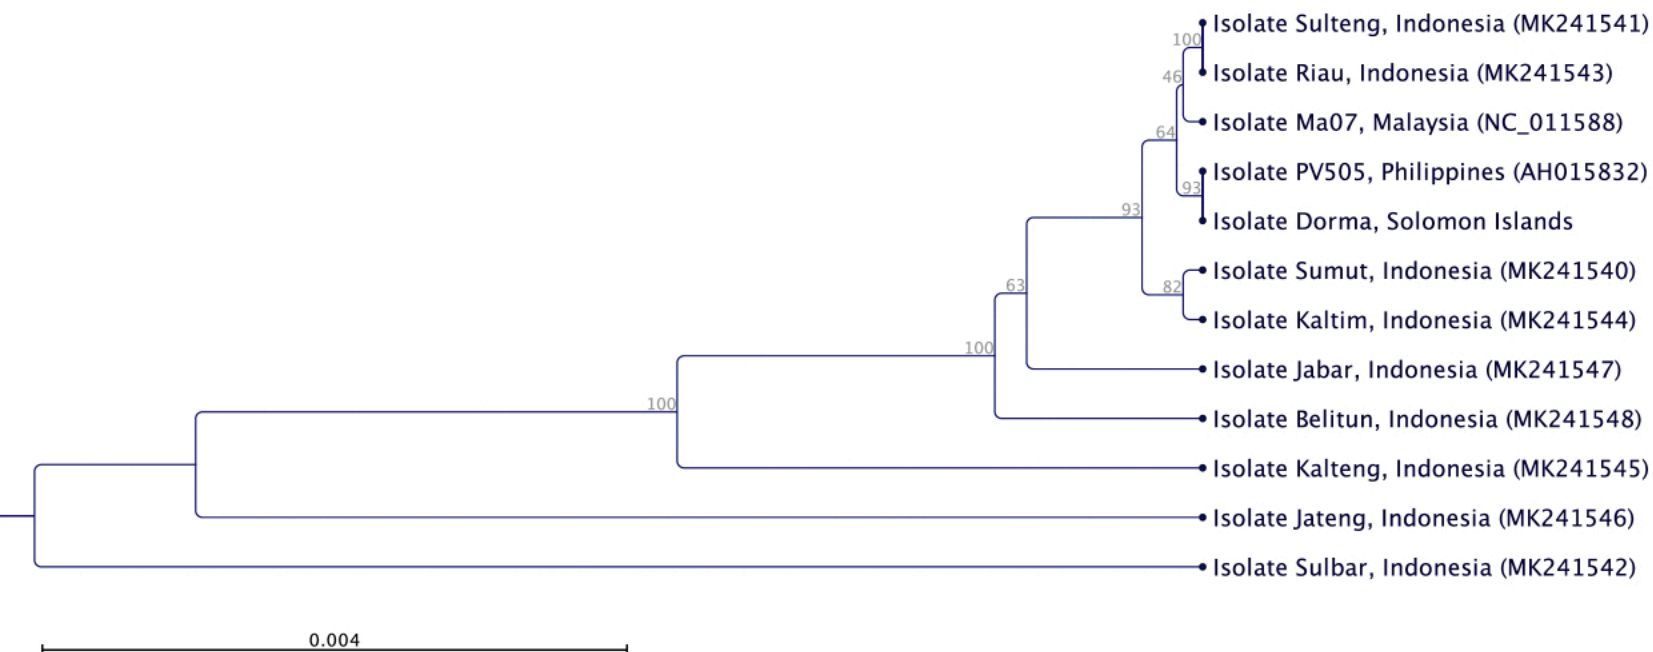 Isolate Sulteng, Indonesia (MK241541)
100
Isolate Riau, Indonesia (MK241543)
46
Isolate Ma07, Malaysia (NC_011588)
64
Isolate PV505, Philippines (AH015832)
93
93
Isolate Dorma, Solomon Islands
Isolate Sumut, Indonesia (MK241540)
63
82
Isolate Kaltim, Indonesia (MK241544)
100
Isolate Jabar, Indonesia (MK241547)
100
Isolate Belitun, Indonesia (MK241548)
Isolate Kalteng, Indonesia (MK241545)
Isolate Jateng, Indonesia (MK241546)
Isolate Sulbar, Indonesia (MK241542)
0.004